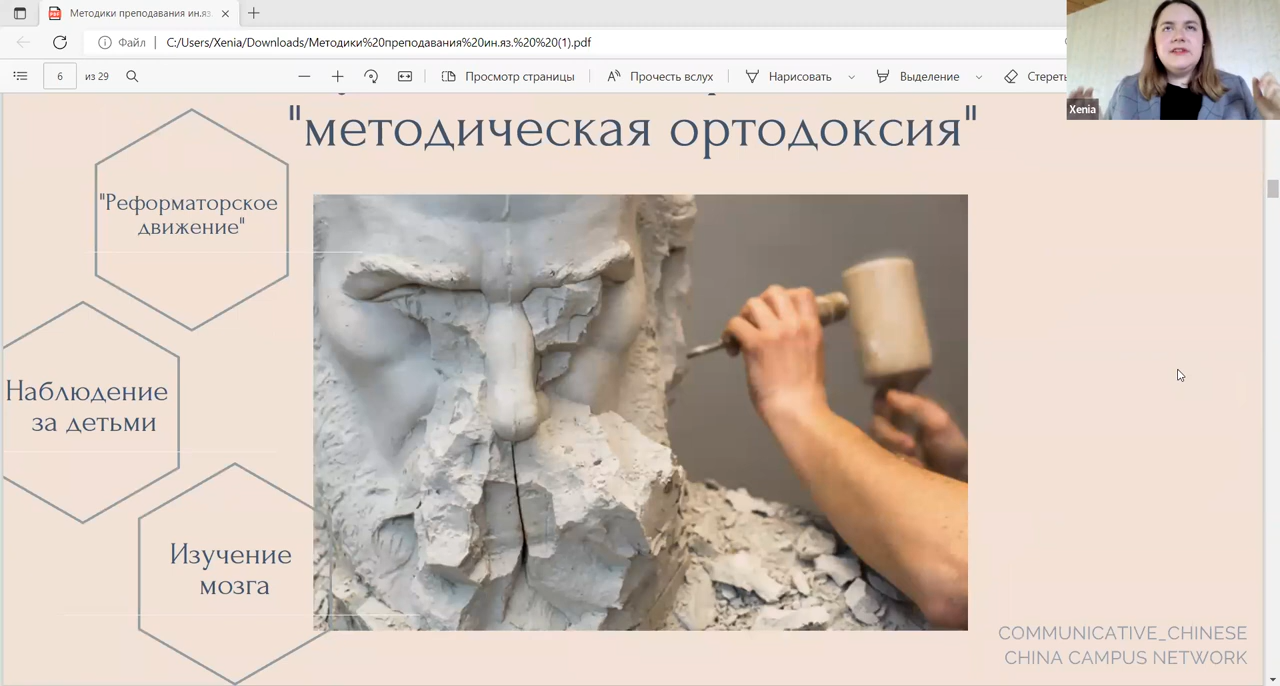 Методики преподавания ин.яз.
Файл
C:/Users/Xenia/Downloads/Методики%20преподавания%20ин.яз.%20%20(1).pdf
6
из 29
Просмотр страницы
Прочесть вслух
Нарисовать
Выделение
Стереть
Xenia
"методическая ортодоксия"
"Реформаторское
движение"
Наблюдение
за детьми
Изучение
мозга
COMMUNICATIVE_CHINESE
CHINA CAMPUS NETWORK